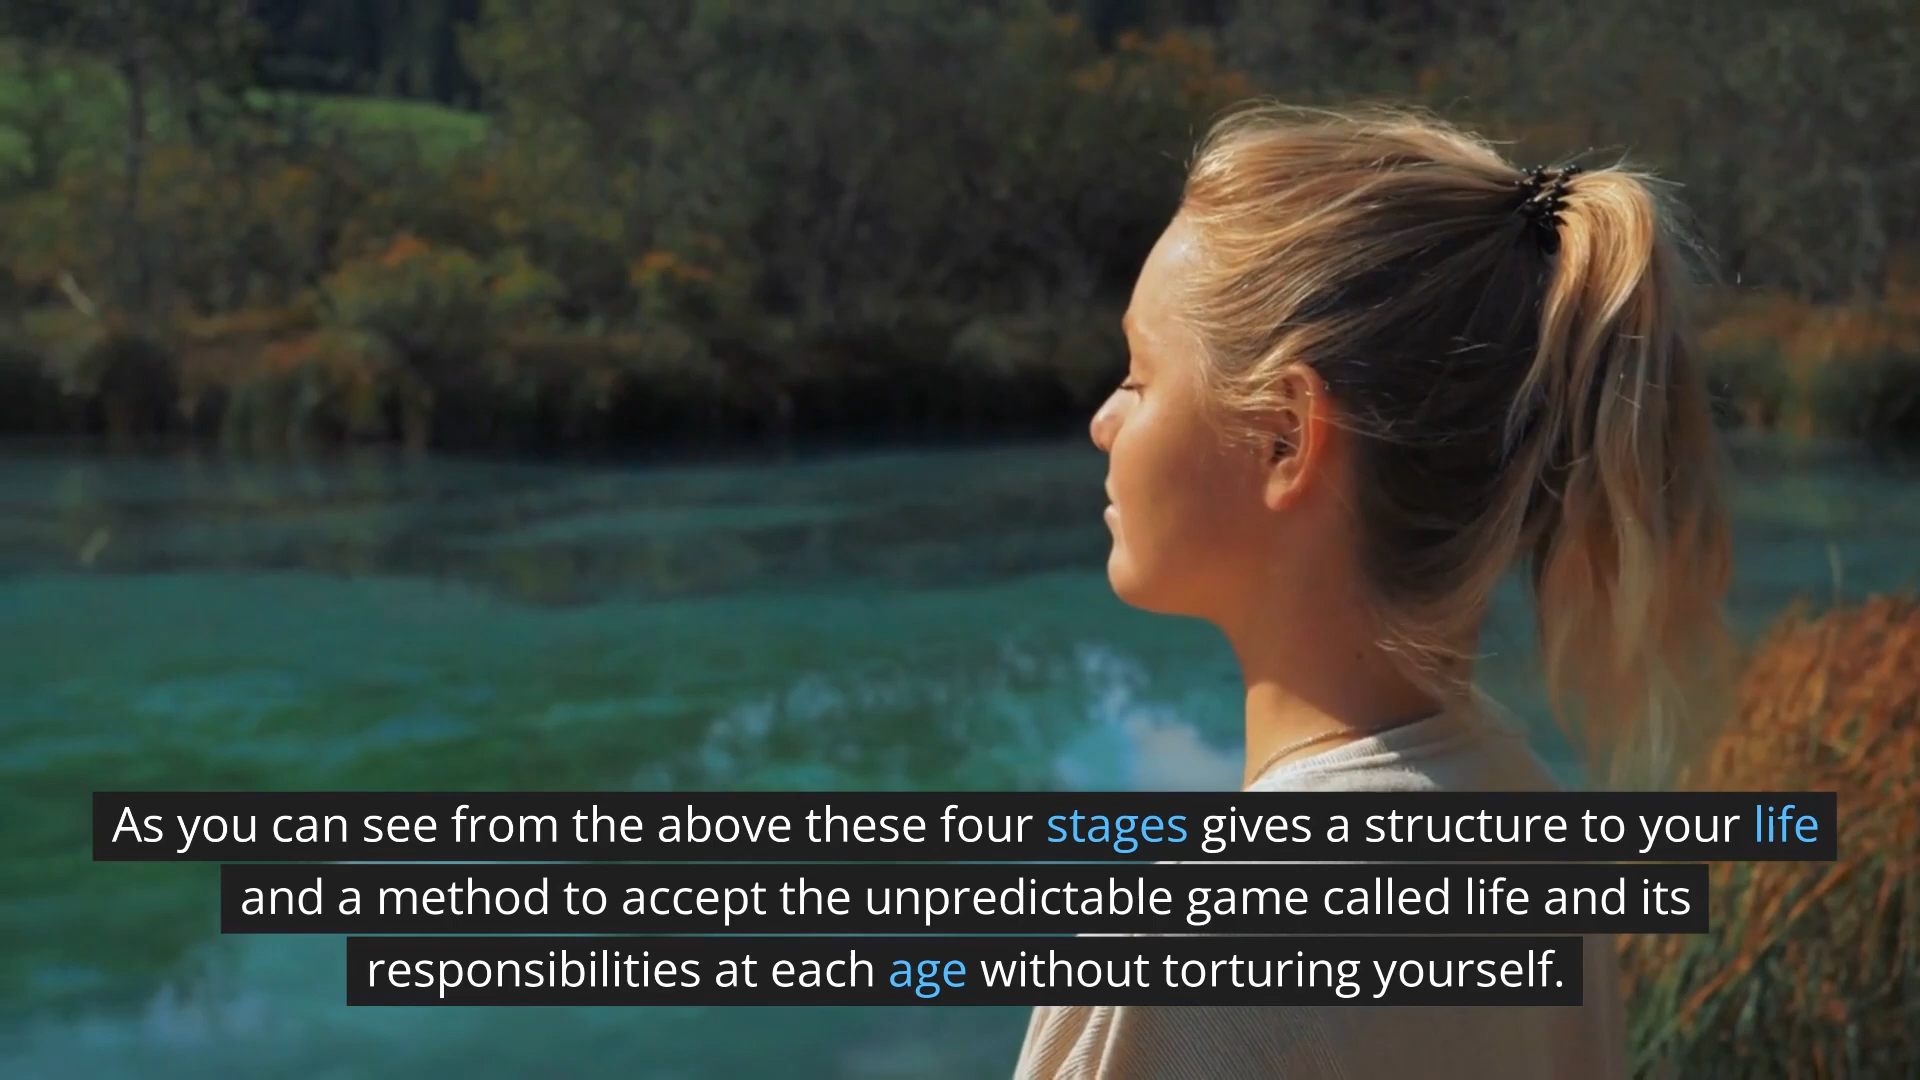 As you can see from the above these four stages gives a structure to your life
and a method to accept the unpredictable game called life and its
responsibilities at each age without torturing yourself.